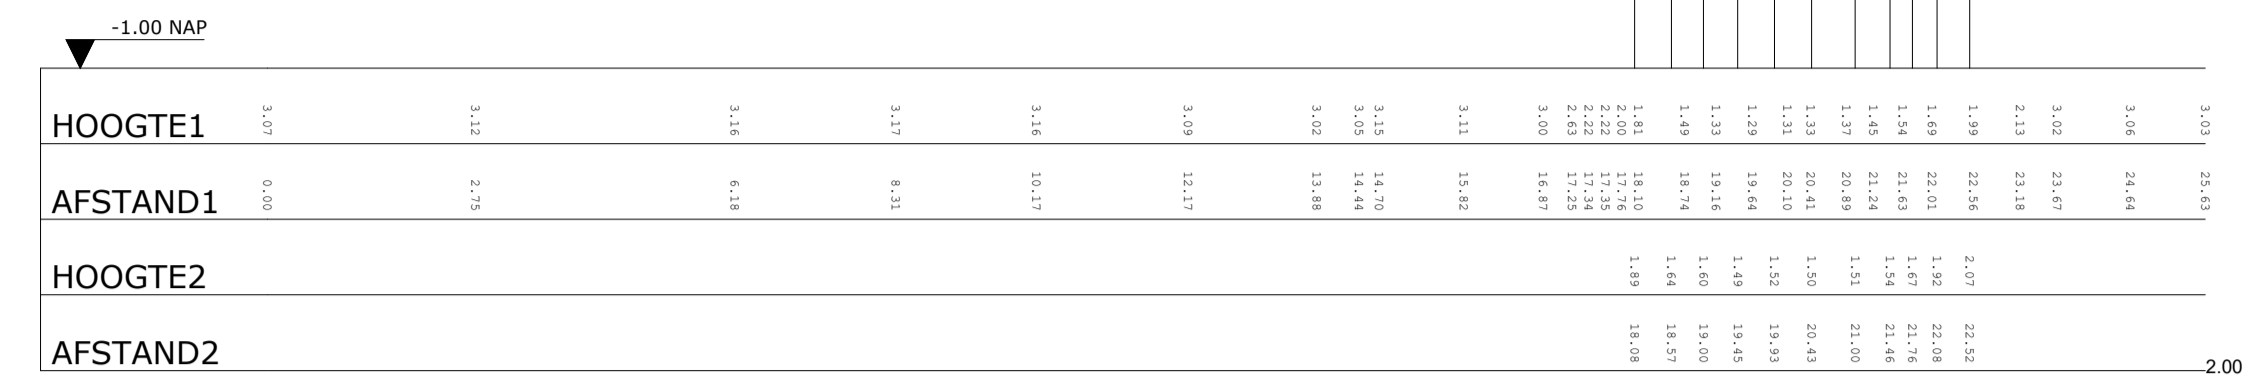 -1.00 NAP
HOOGTE1 3.07 3.12 3.16 3.17 3.16 3.09 3.02 3.05 3.15 3.11 3.00 2.63 2.22 2.22 2.00 1.81 1.49 1.33 1.29 1.31 1.33 1.37 1.45 1.54 1.69 1.99 2.13 3.02 3.06 3.03
AFSTAND1 0.00 2.75 6.18 8.31 10.17 12.17 13.88 14.44 14.70 15.82 16.87 17.25 17.34 17.35 17.76 18.10 18.74 19.16 19.64 20.10 20.41 20.89 21.24 21.63 22.01 22.56 23.18 23.67 24.64 25.63
HOOGTE2 1.89 1.64 1.60 1.49 1.52 1.50 1.51 1.54 1.67 1.92 2.07
AFSTAND2 18.08 18.57 19.00 19.45 19.93 20.43 21.00 21.46 21.76 22.08 22.52
2.00